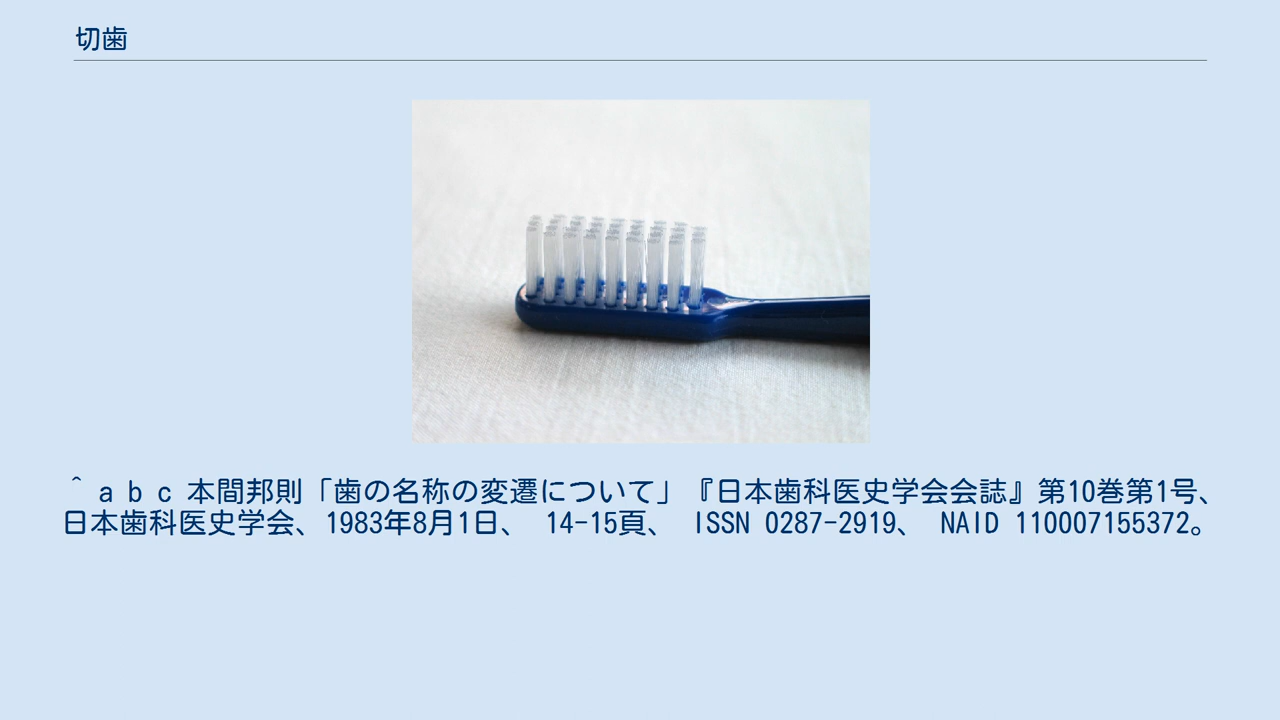 切歯
^ a b c 本間邦則「歯の名称の変遷について」『日本歯科医史学会会誌』第10巻第1号、
日本歯科医史学会、1983年8月1日、 14-15頁、 ISSN 0287-2919、 NAID 110007155372。